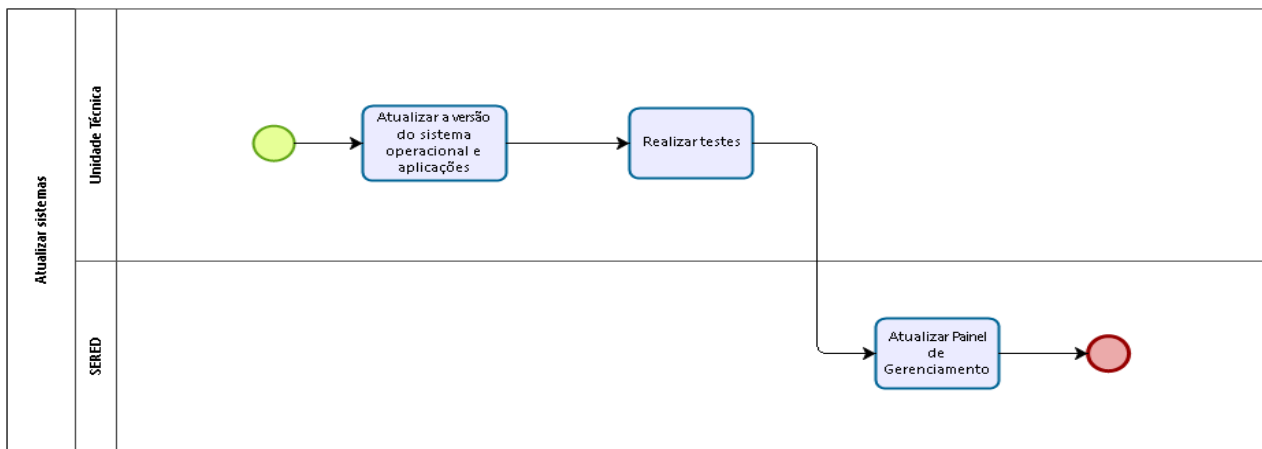 Atualizar sistemas
Unidade Técnica
Atualizar a versão
do sistema
operacional e
aplicações
Realizar testes
SERED
Atualizar Painel
de
Gerenciamento